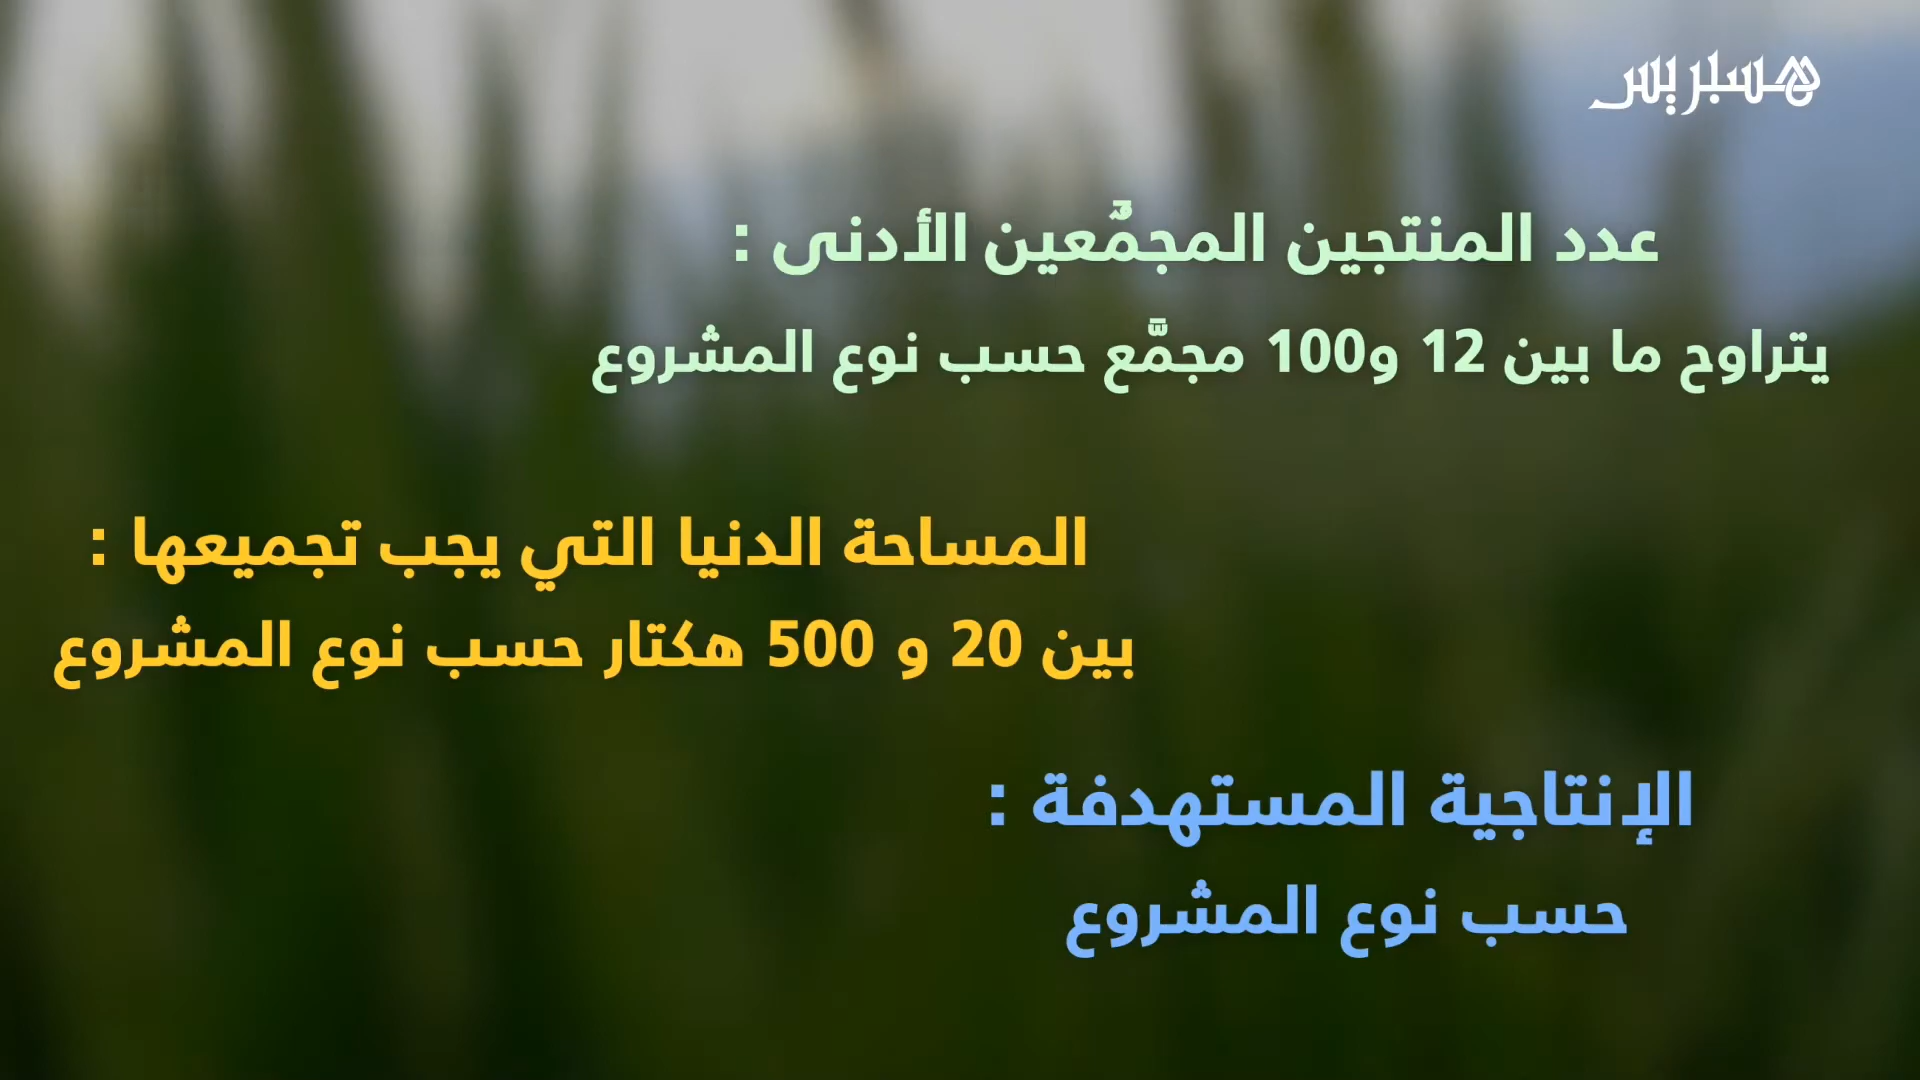 هسبريس
عدد المنتجين المجمَّعين الأدنى :
يتراوح ما بين 12 و100 مجمَّع حسب نوع المشروع
المساحة الدنيا التي يجب تجميعها :
بين 20 و 500 هكتار حسب نوع المشروع
الإنتاجية المستهدفة :
حسب نوع المشروع